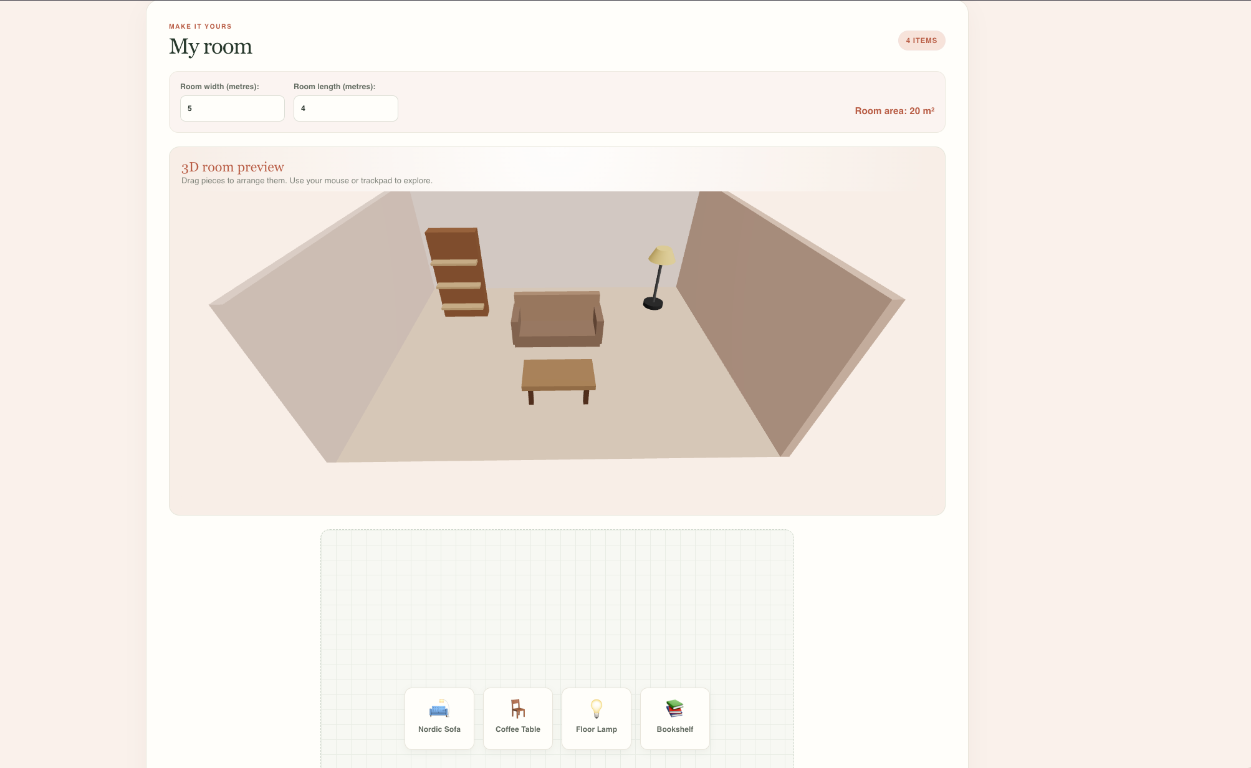 MAKE IT YOURS
My room
4 ITEMS
Room width (metres):
Room length (metres):
5
4
Room area: 20 m²
3D room preview
Drag pieces to arrange them. Use your mouse or trackpad to explore.
Nordic Sofa
Coffee Table
Floor Lamp
Bookshelf